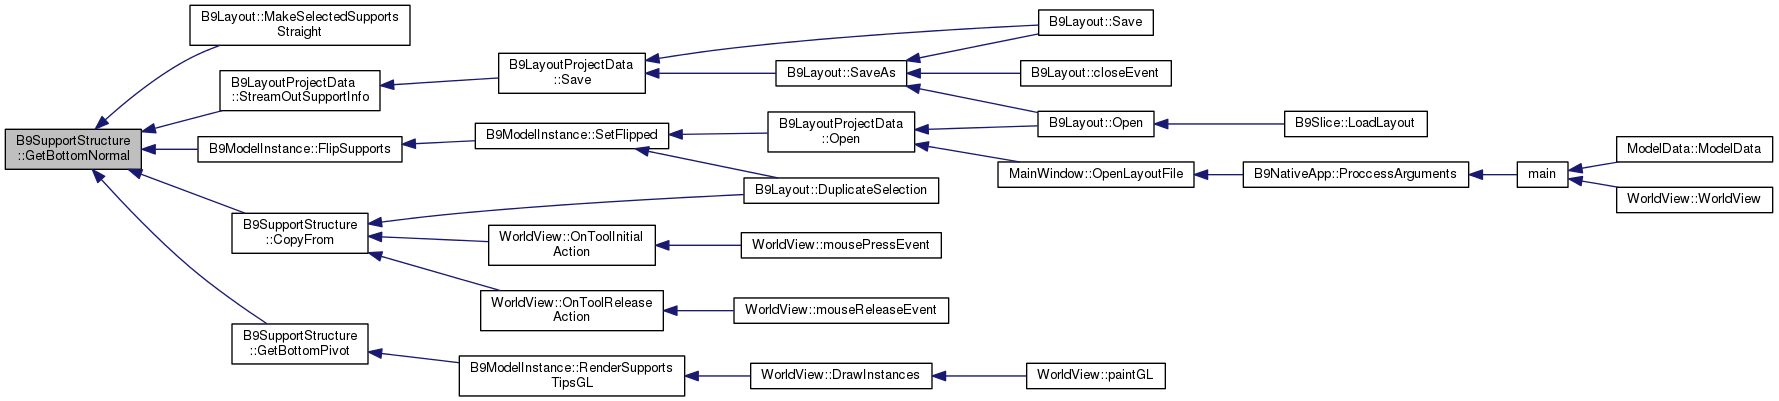 B9SupportStructure
::GetBottomNormal
B9Layout::MakeSelectedSupports
Straight
B9LayoutProjectData
::StreamOutSupportInfo
B9ModelInstance::FlipSupports
B9SupportStructure
::CopyFrom
B9SupportStructure
::GetBottomPivot
B9LayoutProjectData
::Save
B9ModelInstance::SetFlipped
WorldView::OnToolInitial
Action
WorldView::OnToolRelease
Action
B9ModelInstance::RenderSupports
TipsGL
B9Layout::SaveAs
B9LayoutProjectData
::Open
B9Layout::DuplicateSelection
WorldView::mousePressEvent
WorldView::mouseReleaseEvent
WorldView::DrawInstances
B9Layout::Save
B9Layout::closeEvent
B9Layout::Open
MainWindow::OpenLayoutFile
WorldView::paintGL
B9Slice::LoadLayout
B9NativeApp::ProccessArguments
main
ModelData::ModelData
WorldView::WorldView